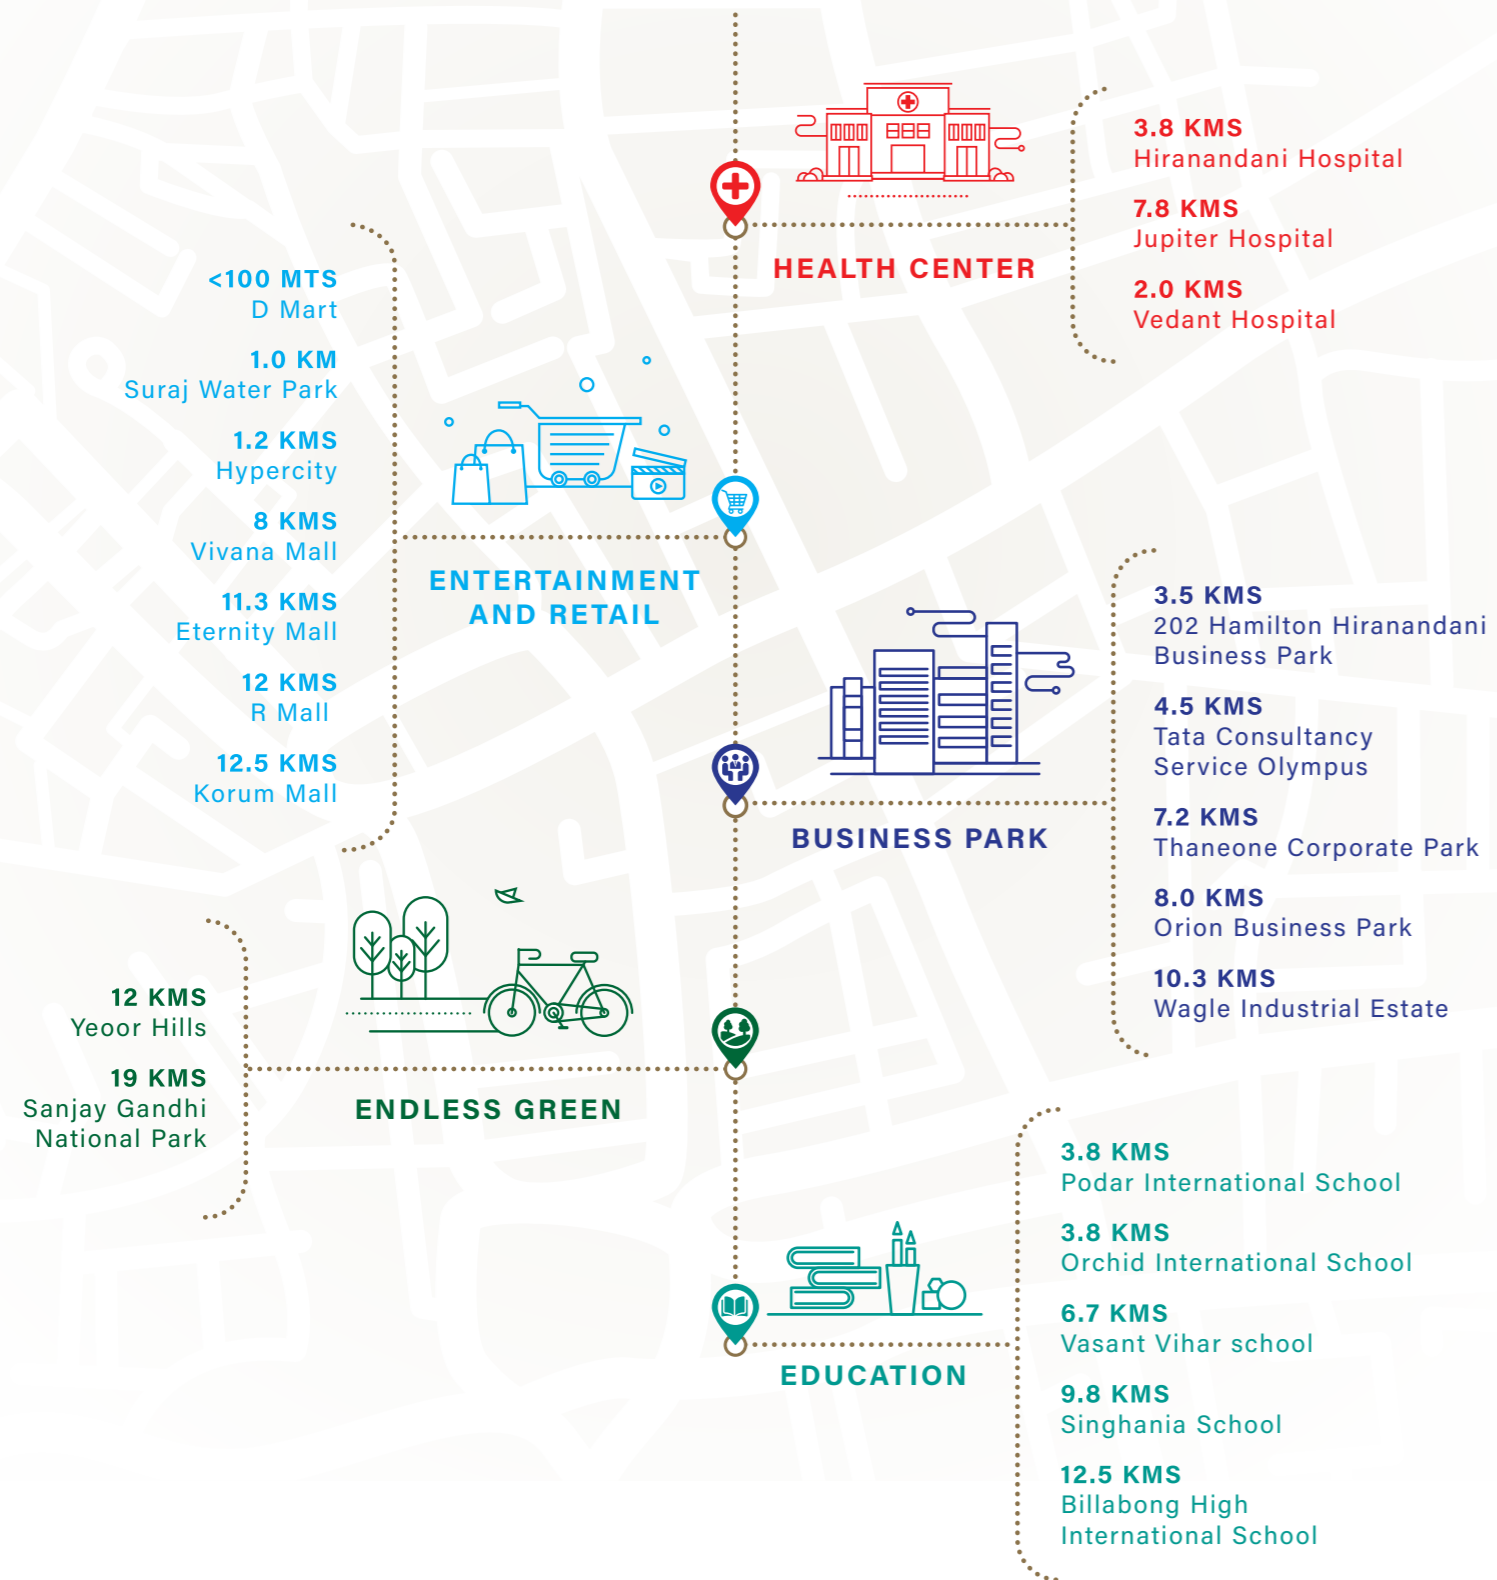 HEALTH CENTER
3.8 KMS
Hiranandani Hospital
7.8 KMS
Jupiter Hospital
2.0 KMS
Vedant Hospital
<100 MTS
D Mart
1.0 KM
Suraj Water Park
1.2 KMS
Hypercity
8 KMS
Vivana Mall
11.3 KMS
Eternity Mall
12 KMS
R Mall
12.5 KMS
Korum Mall
ENTERTAINMENT
AND RETAIL
BUSINESS PARK
3.5 KMS
202 Hamilton Hiranandani
Business Park
4.5 KMS
Tata Consultancy
Service Olympus
7.2 KMS
Thaneone Corporate Park
8.0 KMS
Orion Business Park
10.3 KMS
Wagle Industrial Estate
12 KMS
Yeoor Hills
19 KMS
Sanjay Gandhi
National Park
ENDLESS GREEN
EDUCATION
3.8 KMS
Podar International School
3.8 KMS
Orchid International School
6.7 KMS
Vasant Vihar school
9.8 KMS
Singhania School
12.5 KMS
Billabong High
International School